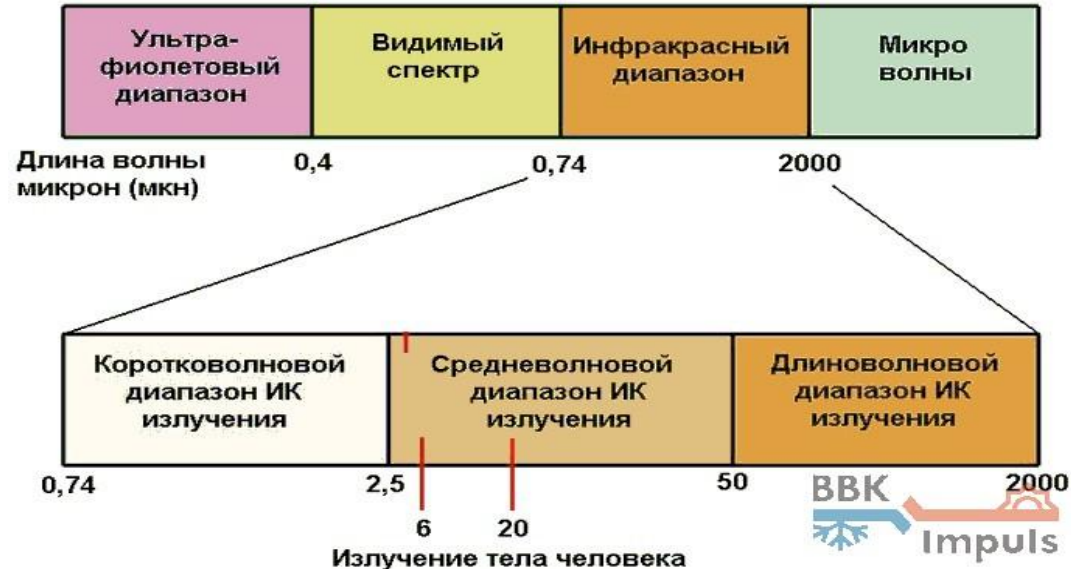 Ультра-
фиолетовый
диапазон
Видимый
спектр
Инфракрасный
диапазон
Микро
волны
Длина волны
микрон (мкн)
0,4
0,74
2000
Коротковолновой
диапазон ИК
излучения
Средневолновой
диапазон ИК
излучения
Длиноволновой
диапазон ИК
излучения
0,74
2,5
50
2000
6
20
Излучение тела человека
BBK
Impuls